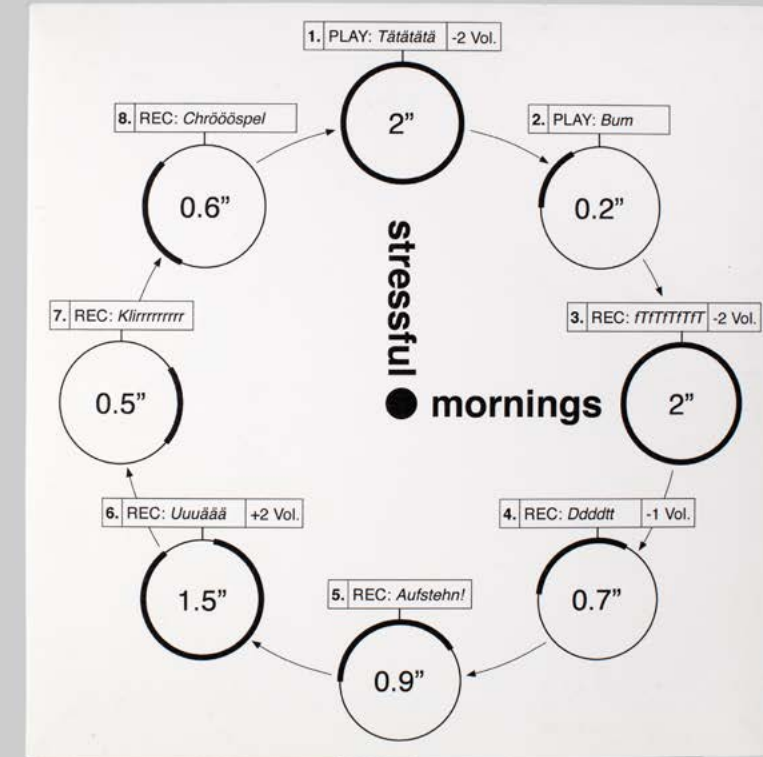 1. PLAY: Tätätätä -2 Vol.
2"
2. PLAY: Bum
0.2"
3. REC: fTfTfTfTfT -2 Vol.
2"
4. REC: Ddddtt -1 Vol.
0.7"
5. REC: Aufstehn!
0.9"
6. REC: Uuuäää +2 Vol.
1.5"
7. REC: Klirrrrrrrrr
0.5"
8. REC: Chröööspel
0.6"
stressful
mornings